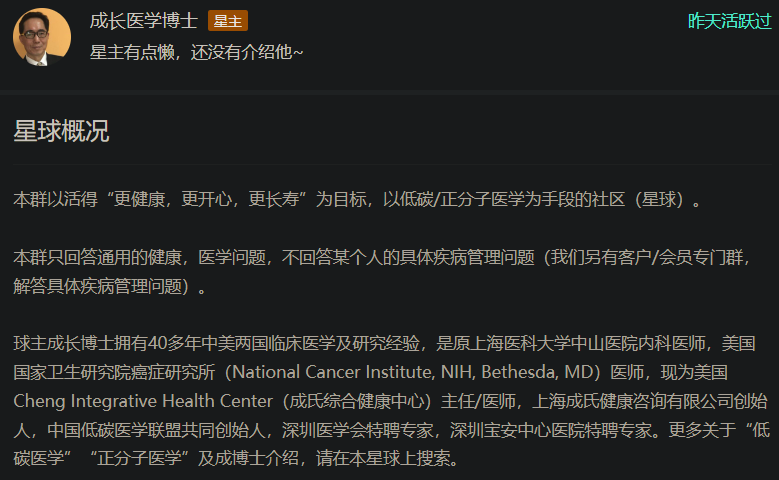 成长医学博士 星主 昨天活跃过
星主有点懒，还没有介绍他~
星球概况
本群以活得“更健康，更开心，更长寿”为目标，以低碳/正分子医学为手段的社区（星球）。
本群只回答通用的健康，医学问题，不回答某个人的具体疾病管理问题（我们另有客户/会员专门群，
解答具体疾病管理问题）。
球主成长博士拥有40多年中美两国临床医学及研究经验，是原上海医科大学中山医院内科医师，美国
国家卫生研究院癌症研究所（National Cancer Institute, NIH, Bethesda, MD）医师，现为美国
Cheng Integrative Health Center（成氏综合健康中心）主任/医师，上海成氏健康咨询有限公司创始
人，中国低碳医学联盟共同创始人，深圳医学会特聘专家，深圳宝安中心医院特聘专家。更多关于“低
碳医学”“正分子医学”及成博士介绍，请在本星球上搜索。